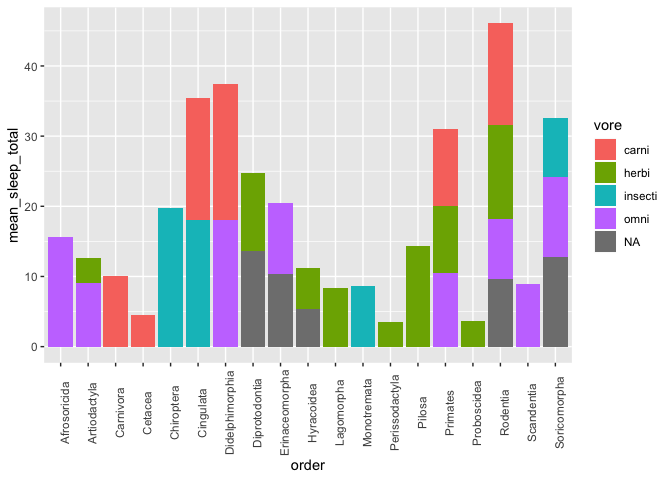 mean_sleep_total
40
30
20
10
0
Afrosoricida
Artiodactyla
Carnivora
Cetacea
Chiroptera
Cingulata
Didelphimorphia
Diprotodontia
Erinaceomorpha
Hyracoidea
Lagomorpha
Monotremata
Perissodactyla
Pilosa
Primates
Proboscidea
Rodentia
Scandentia
Soricomorpha
order
vore
carni
herbi
insecti
omni
NA